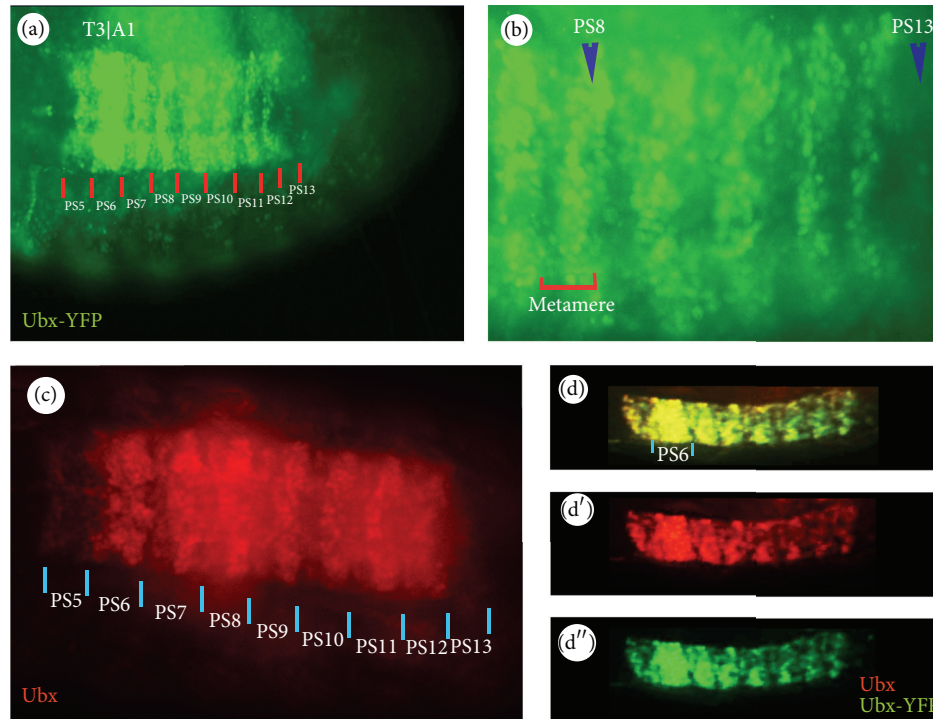 (a)
T3|A1
PS5
PS6
PS7
PS8
PS9
PS10
PS11
PS12
PS13
Ubx-YFP
(b)
PS8
PS13
Metamere
(c)
PS5
PS6
PS7
PS8
PS9
PS10
PS11
PS12
PS13
Ubx
(d)
PS6
(d′)
(d″)
Ubx
Ubx-YFP